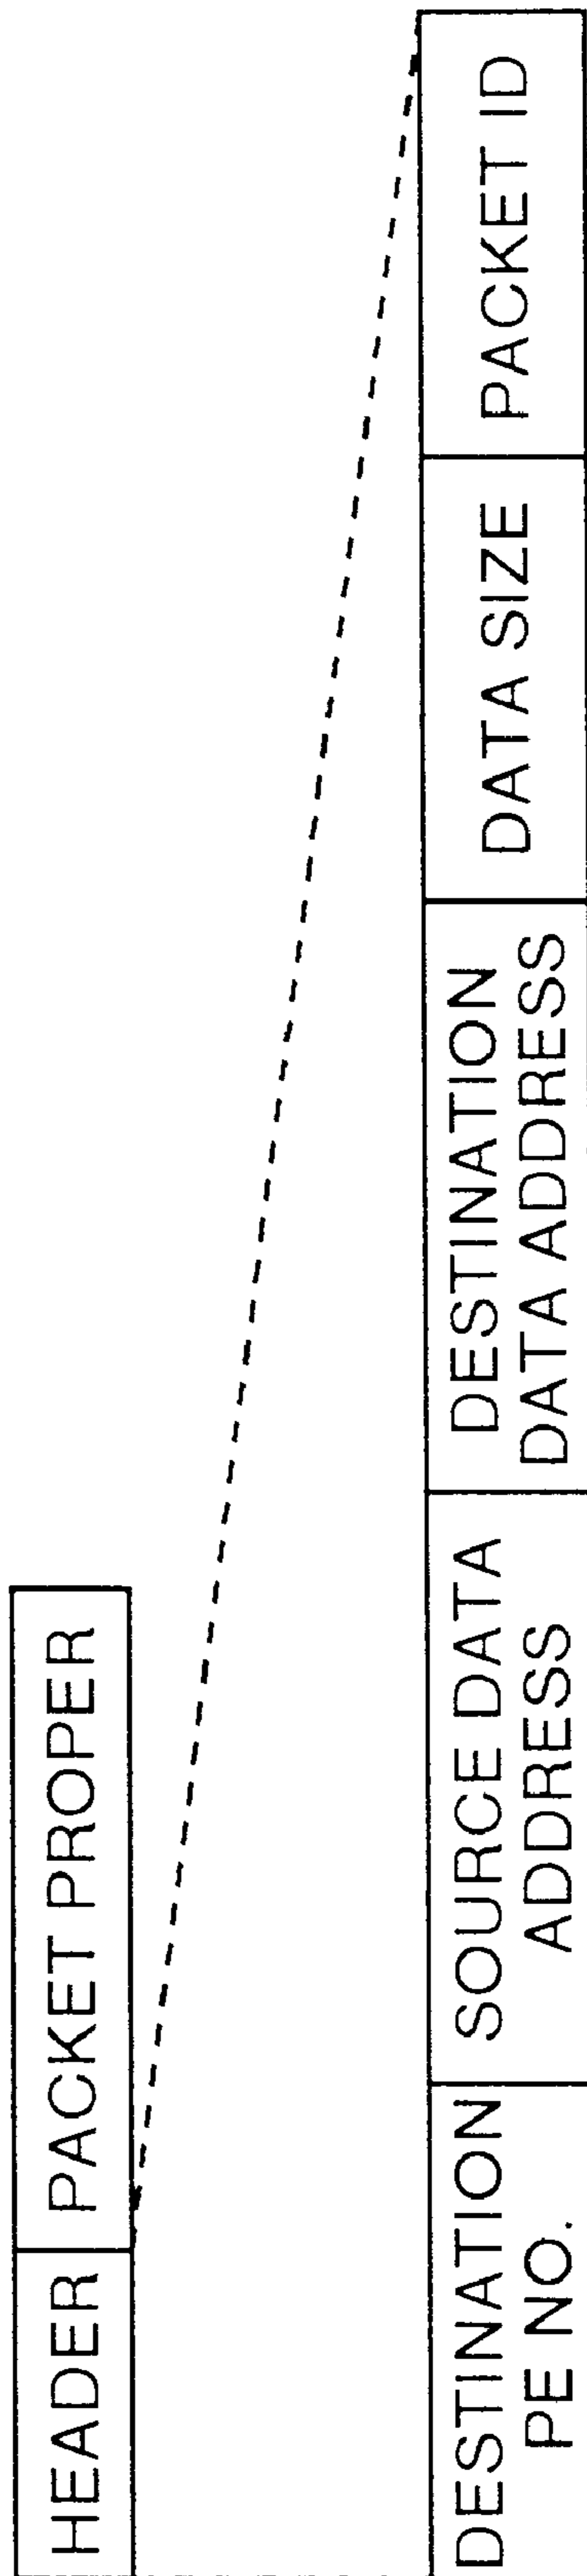 HEADER
PACKET PROPER
DESTINATION
PE NO.
SOURCE DATA
ADDRESS
DESTINATION
DATA ADDRESS
DATA SIZE
PACKET ID